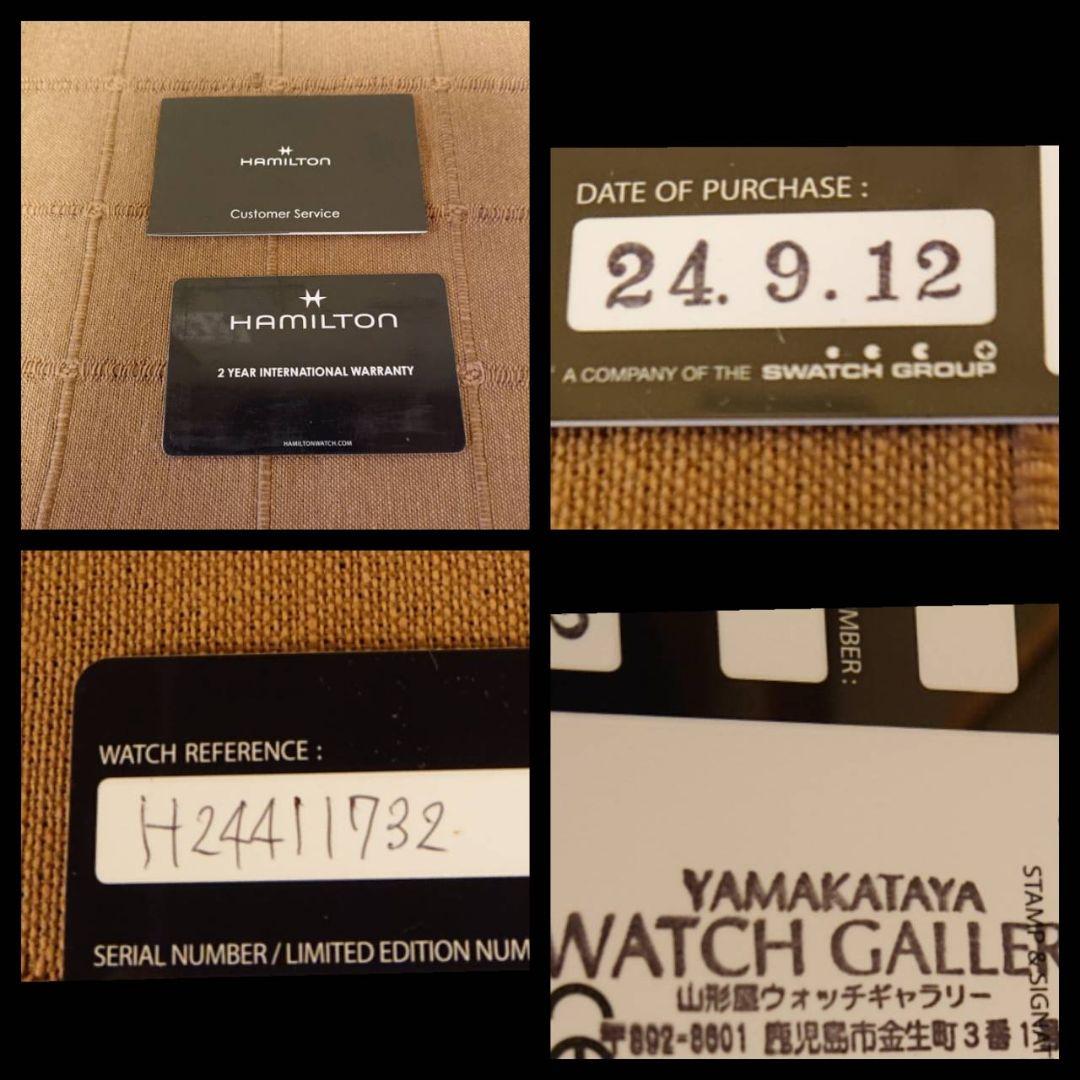 HAMILTON
Customer Service
HAMILTON
2 YEAR INTERNATIONAL WARRANTY
HAMILTONWATCH.COM
DATE OF PURCHASE :
24. 9. 12
A COMPANY OF THE SWATCH GROUP
WATCH REFERENCE :
H24411732
SERIAL NUMBER / LIMITED EDITION NUM
MBER :
YAMAKATAYA
WATCH GALLER
山形屋ウォッチギャラリー
〒892-8601 鹿児島市金生町3番1
STAMP & SIGNAT